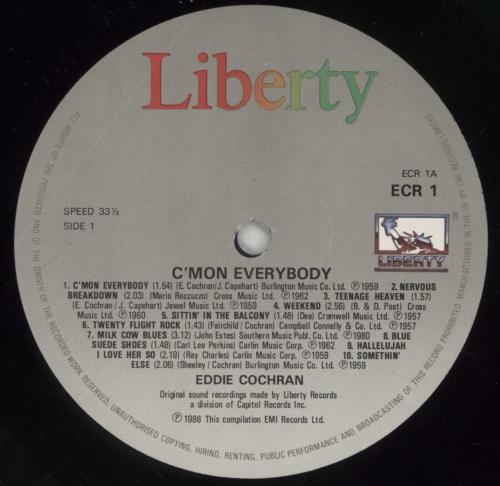 Liberty
ECR 1A
ECR 1
SPEED 33⅓
SIDE 1
LIBERTY
C'MON EVERYBODY
1. C'MON EVERYBODY (1.54) (E. Cochran/J. Capehart) Burlington Music Co. Ltd. ℗1959 2. NERVOUS
BREAKDOWN (2.03) (Mario Roccuzzo) Cross Music Ltd. ℗1962 3. TEENAGE HEAVEN (1.57)
(E. Cochran/J. Capehart) Jewel Music Ltd. ℗1959 4. WEEKEND (2.56) (B. & D. Post) Cross
Music Ltd. ℗1960 5. SITTIN' IN THE BALCONY (1.48) (Dee) Cromwell Music Ltd. ℗1957
6. TWENTY FLIGHT ROCK (1.43) (Fairchild/Cochran) Campbell Connelly & Co. Ltd. ℗1957
7. MILK COW BLUES (3.12) (John Estes) Southern Music Publ. Co. Ltd. ℗1980 8. BLUE
SUEDE SHOES (1.48) (Carl Lee Perkins) Carlin Music Corp. ℗1962 9. HALLELUJAH
I LOVE HER SO (2.19) (Ray Charles) Carlin Music Corp. ℗1959 10. SOMETHIN'
ELSE (2.06) (Sheeley/Cochran) Burlington Music Co. Ltd. ℗1959
EDDIE COCHRAN
Original sound recordings made by Liberty Records
a division of Capitol Records Inc.
℗1988 This compilation EMI Records Ltd.
ALL RIGHTS OF THE PRODUCER AND OF THE OWNER OF THE RECORDED WORK RESERVED. UNAUTHORISED COPYING, HIRING, RENTING, PUBLIC PERFORMANCE AND BROADCASTING OF THIS RECORD PROHIBITED. MADE IN THE UK BY EMI RECORDS LIMITED.